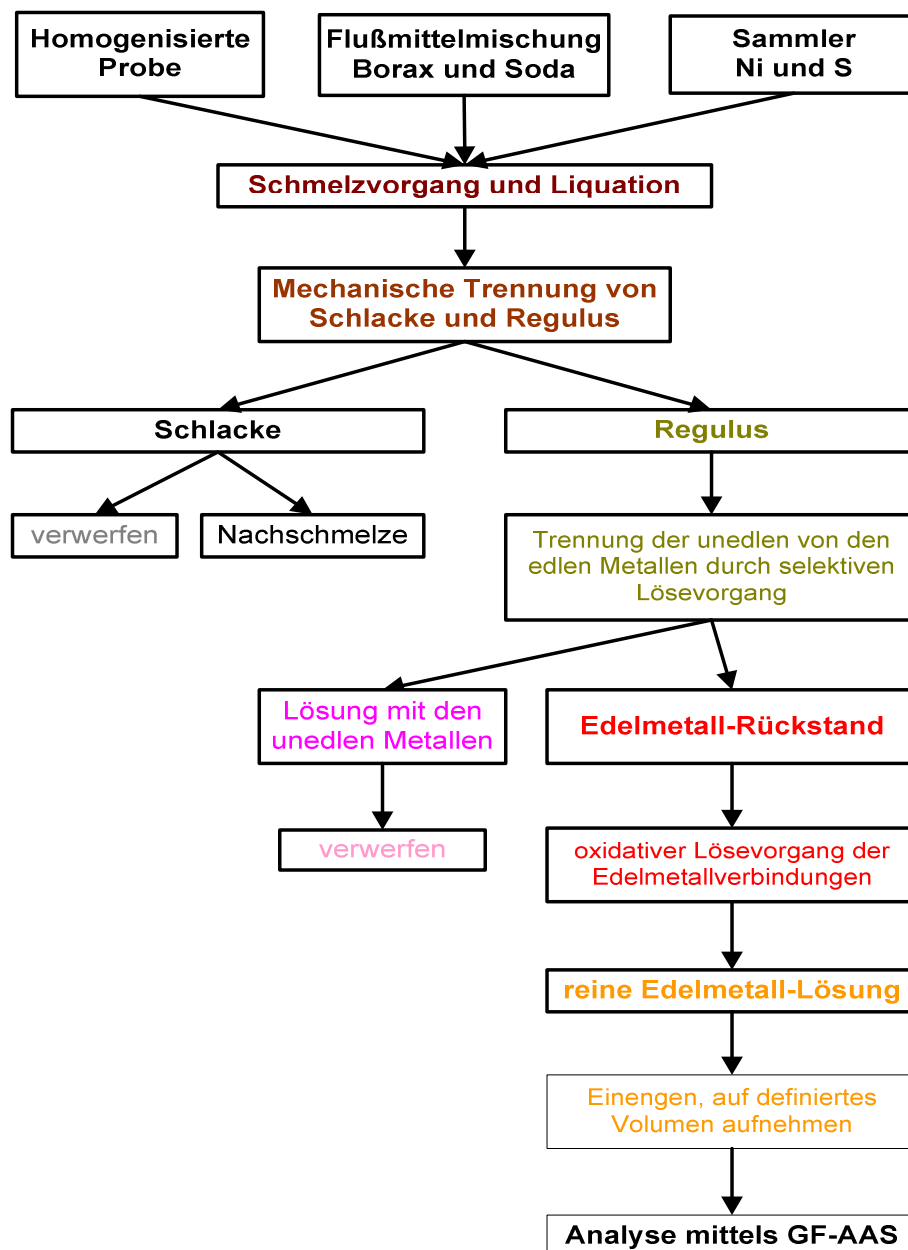 Homogenisierte
Probe
Flußmittelmischung
Borax und Soda
Sammler
Ni und S
Schmelzvorgang und Liquation
Mechanische Trennung von
Schlacke und Regulus
Schlacke
Regulus
verwerfen
Nachschmelze
Trennung der unedlen von den
edlen Metallen durch selektiven
Lösevorgang
Lösung mit den
unedlen Metallen
Edelmetall-Rückstand
verwerfen
oxidativer Lösevorgang der
Edelmetallverbindungen
reine Edelmetall-Lösung
Einengen, auf definiertes
Volumen aufnehmen
Analyse mittels GF-AAS